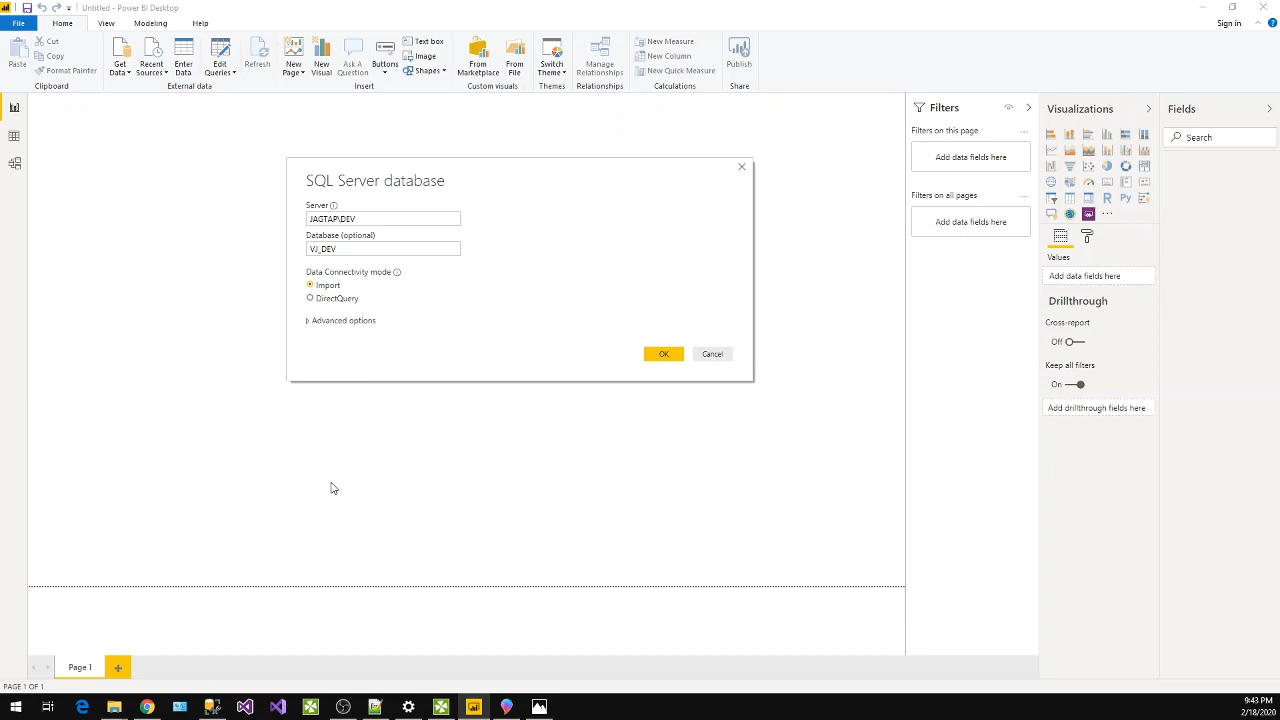 Untitled - Power BI Desktop
Sign in
File
Home
View
Modeling
Help
Paste
Cut
Copy
Format Painter
Clipboard
Get Data
Recent Sources
Enter Data
Edit Queries
Refresh
External data
New Page
New Visual
Ask A Question
Buttons
Text box
Image
Shapes
Insert
From Marketplace
From File
Custom visuals
Switch Theme
Themes
Manage Relationships
Relationships
New Measure
New Column
New Quick Measure
Calculations
Publish
Share
SQL Server database
Server
JAGTAP\DEV
Database (optional)
VJ_DEV
Data Connectivity mode
Import
DirectQuery
Advanced options
OK
Cancel
Filters
Filters on this page
...
Add data fields here
Filters on all pages
...
Add data fields here
Visualizations
R
Py
...
Values
Add data fields here
Drillthrough
Cross-report
Off
Keep all filters
On
Add drillthrough fields here
Fields
Search
Page 1
PAGE 1 OF 1
9:43 PM
2/18/2020